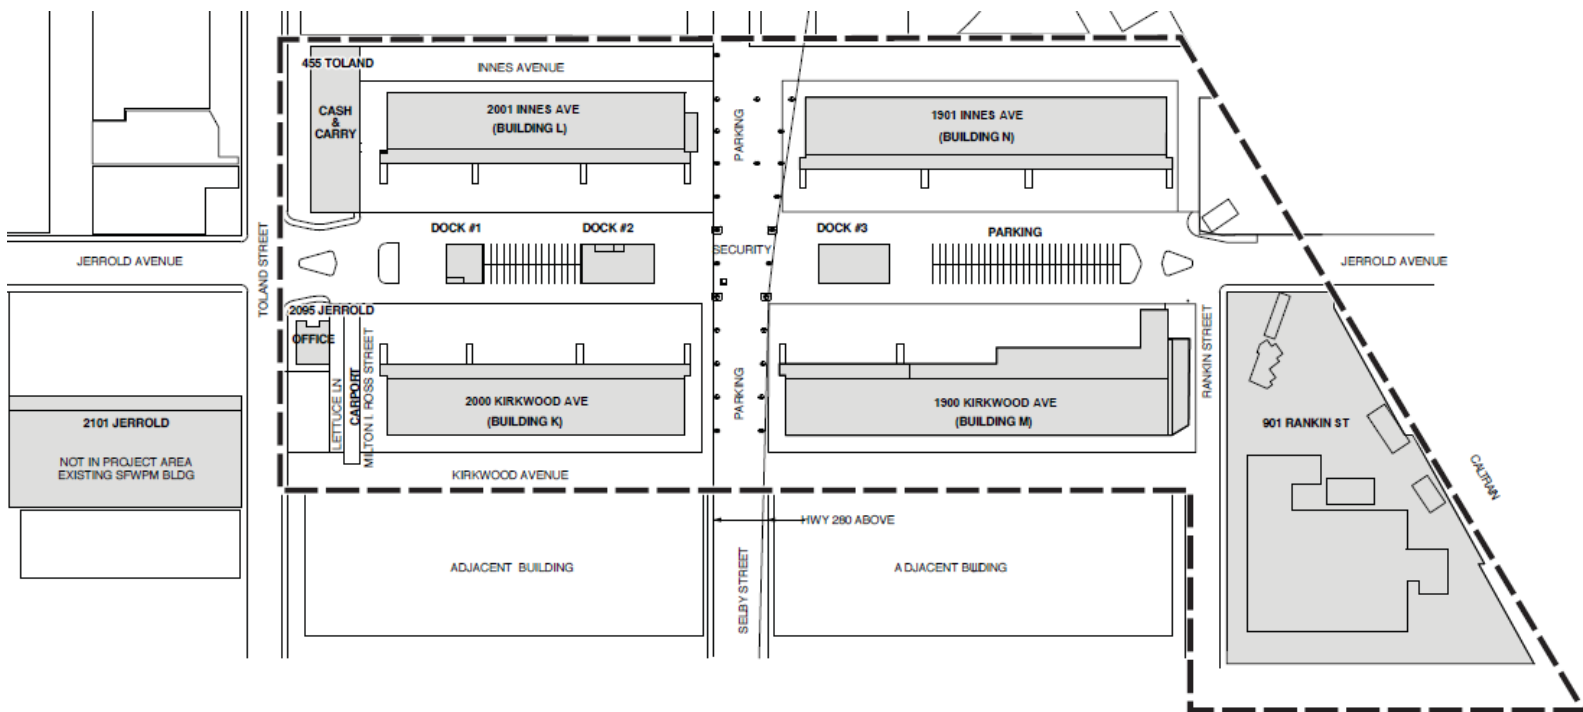 455 TOLAND
INNES AVENUE
CASH
&
CARRY
2001 INNES AVE
(BUILDING L)
PARKING
1901 INNES AVE
(BUILDING N)
DOCK #1
DOCK #2
SECURITY
DOCK #3
PARKING
JERROLD AVENUE
TOLAND STREET
JERROLD AVENUE
2095 JERROLD
OFFICE
LETTUCE LN
CARPORT
MILTON I. ROSS STREET
2000 KIRKWOOD AVE
(BUILDING K)
PARKING
1900 KIRKWOOD AVE
(BUILDING M)
RANKIN STREET
901 RANKIN ST
2101 JERROLD
NOT IN PROJECT AREA
EXISTING SFWPM BLDG
KIRKWOOD AVENUE
CALTRAIN
HWY 280 ABOVE
ADJACENT BUILDING
SELBY STREET
ADJACENT BUIDING